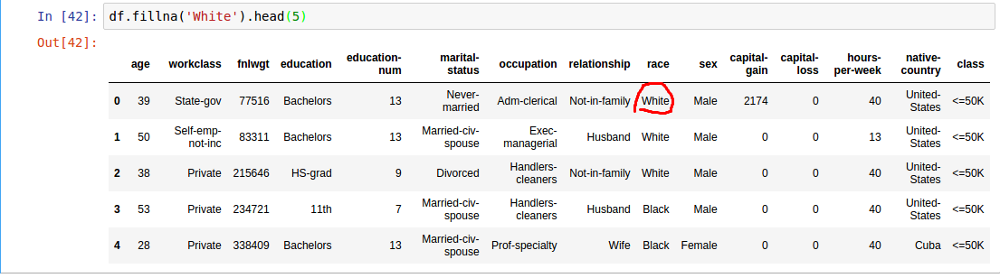 In [42]: df.fillna('White').head(5)
Out[42]:
age workclass fnlwgt education education-num marital-status occupation relationship race sex capital-gain capital-loss hours-per-week native-country class
0 39 State-gov 77516 Bachelors 13 Never-married Adm-clerical Not-in-family White Male 2174 0 40 United-States <=50K
1 50 Self-emp-not-inc 83311 Bachelors 13 Married-civ-spouse Exec-managerial Husband White Male 0 0 13 United-States <=50K
2 38 Private 215646 HS-grad 9 Divorced Handlers-cleaners Not-in-family White Male 0 0 40 United-States <=50K
3 53 Private 234721 11th 7 Married-civ-spouse Handlers-cleaners Husband Black Male 0 0 40 United-States <=50K
4 28 Private 338409 Bachelors 13 Married-civ-spouse Prof-specialty Wife Black Female 0 0 40 Cuba <=50K